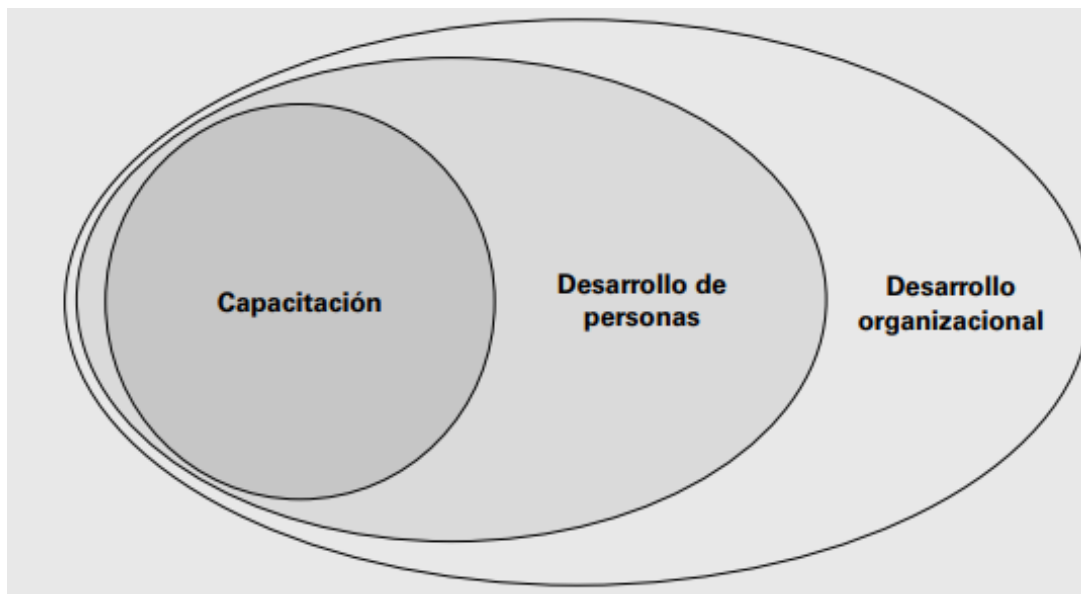 Capacitación
Desarrollo de
personas
Desarrollo
organizacional